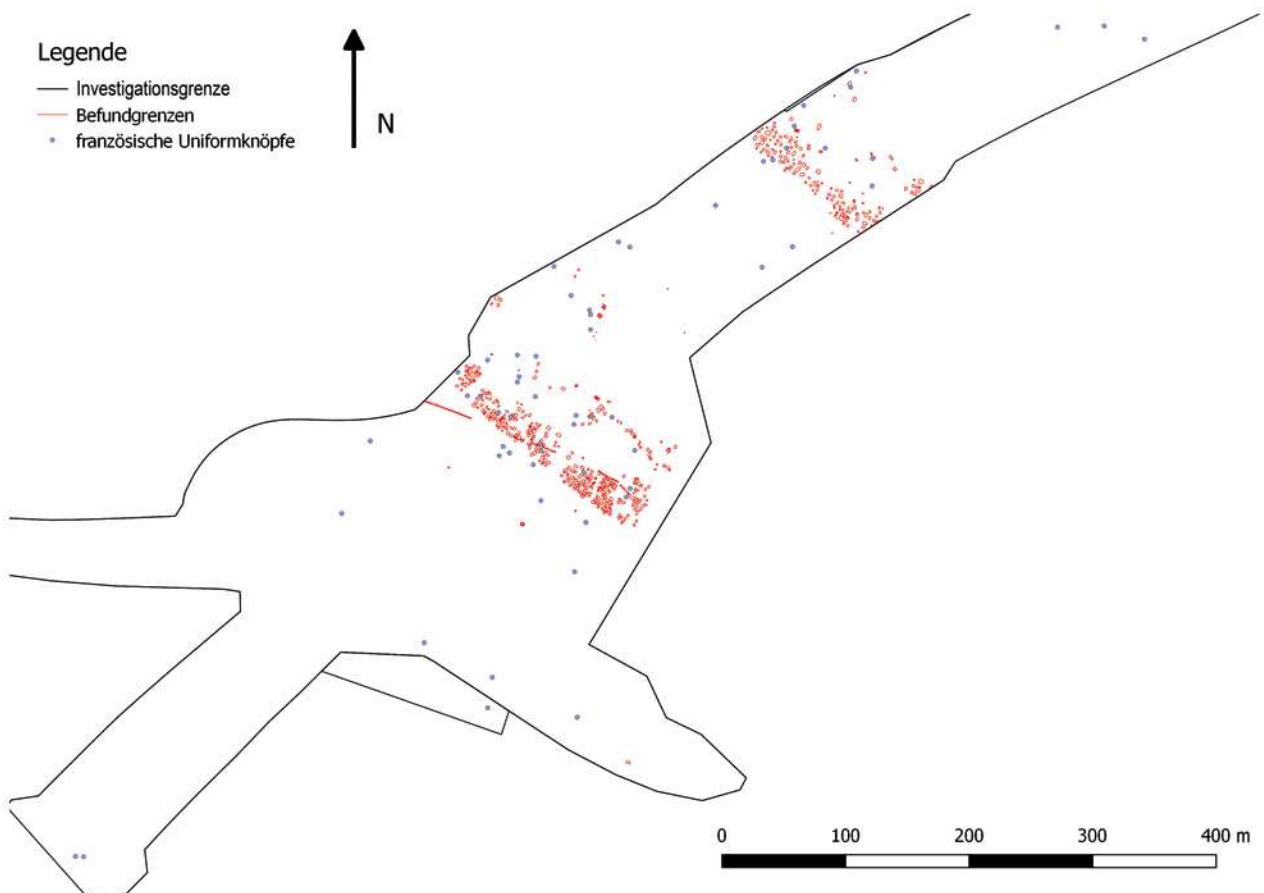 Legende
Investigationsgrenze
Befundgrenzen
französische Uniformknöpfe
N
0 100 200 300 400 m